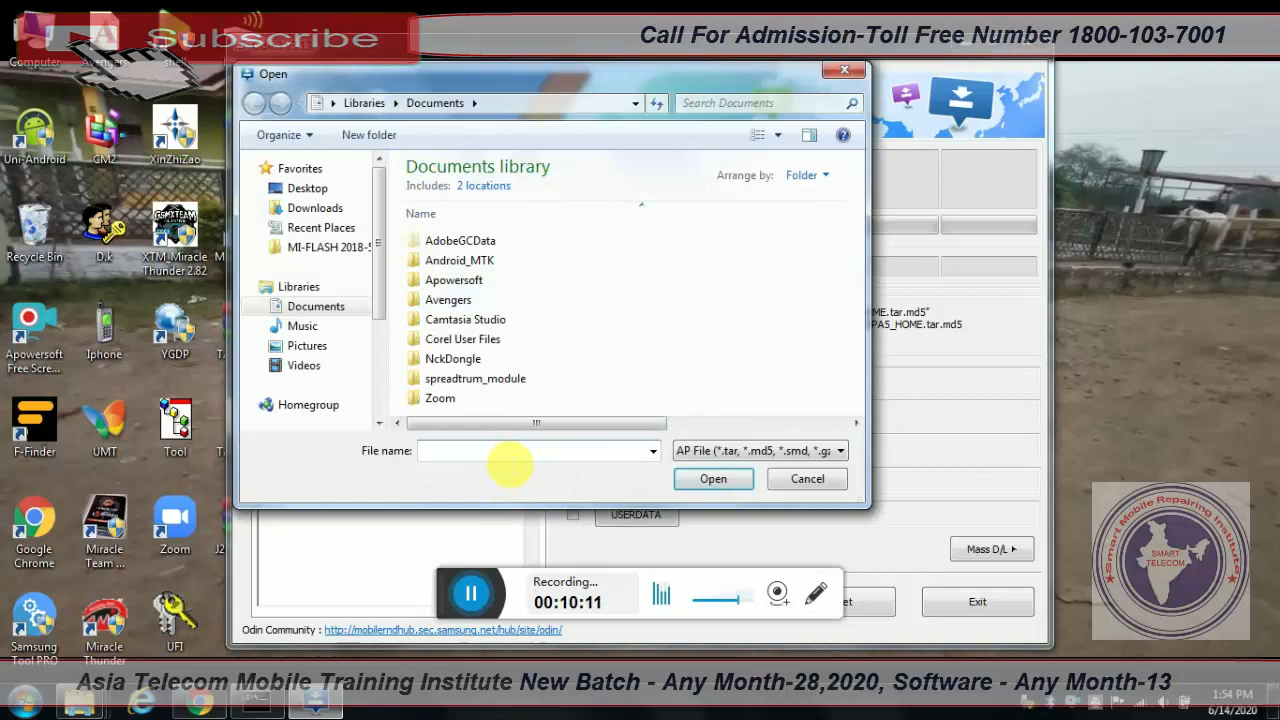 Subscribe
Call For Admission-Toll Free Number 1800-103-7001
Computer
Avengers
shell
Open
Libraries
Documents
Search Documents
Organize
New folder
Favorites
Desktop
Downloads
Recent Places
MI-FLASH 2018-5
Libraries
Documents
Music
Pictures
Videos
Homegroup
Documents library
Includes: 2 locations
Arrange by: Folder
Name
AdobeGCData
Android_MTK
Apowersoft
Avengers
Camtasia Studio
Corel User Files
NckDongle
spreadtrum_module
Zoom
File name:
AP File (*.tar, *.md5, *.smd, *.gz
Open
Cancel
Uni-Android
CM2
XinZhiZao
Recycle Bin
D.k
GSMXTEAM
XTM_Miracle
Thunder 2.82
Apowersoft
Free Scre...
Iphone
YGDP
F-Finder
UMT
Tool
Google
Chrome
Miracle
Team ...
Zoom
J2
Samsung
Tool PRO
Miracle
Thunder
UFI
ME.tar.md5"
PA5_HOME.tar.md5
USERDATA
Mass D/L
et
Exit
Recording...
00:10:11
Odin Community : http://mobilerndhub.sec.samsung.net/hub/site/odin/
Smart Mobile Repairing Institute
SMART
TELECOM
Asia Telecom Mobile Training Institute New Batch - Any Month-28,2020, Software - Any Month-13
1:54 PM
6/14/2020